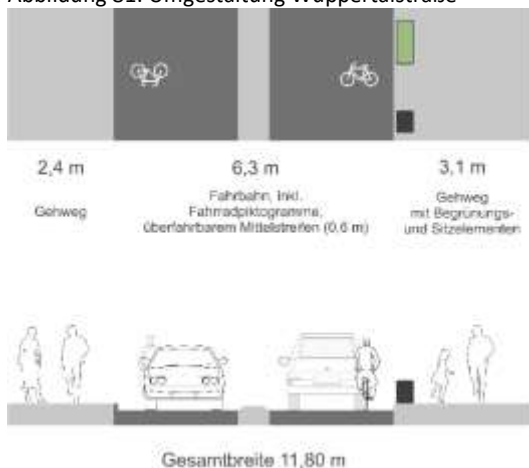 Abbildung 81: Umgestaltung Wuppertalstraße
2,4 m
6,3 m
3,1 m
Gehweg
Fahrbahn, inkl.
Fahrradpiktogramme,
überfahrbarem Mittelstreifen (0,6 m)
Gehweg
mit Begrünungs-
und Sitzelementen
Gesamtbreite 11,80 m